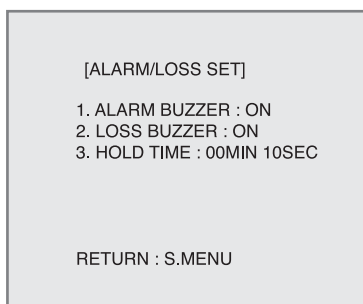 [ALARM/LOSS SET]
1. ALARM BUZZER : ON
2. LOSS BUZZER : ON
3. HOLD TIME : 00MIN 10SEC
RETURN : S.MENU